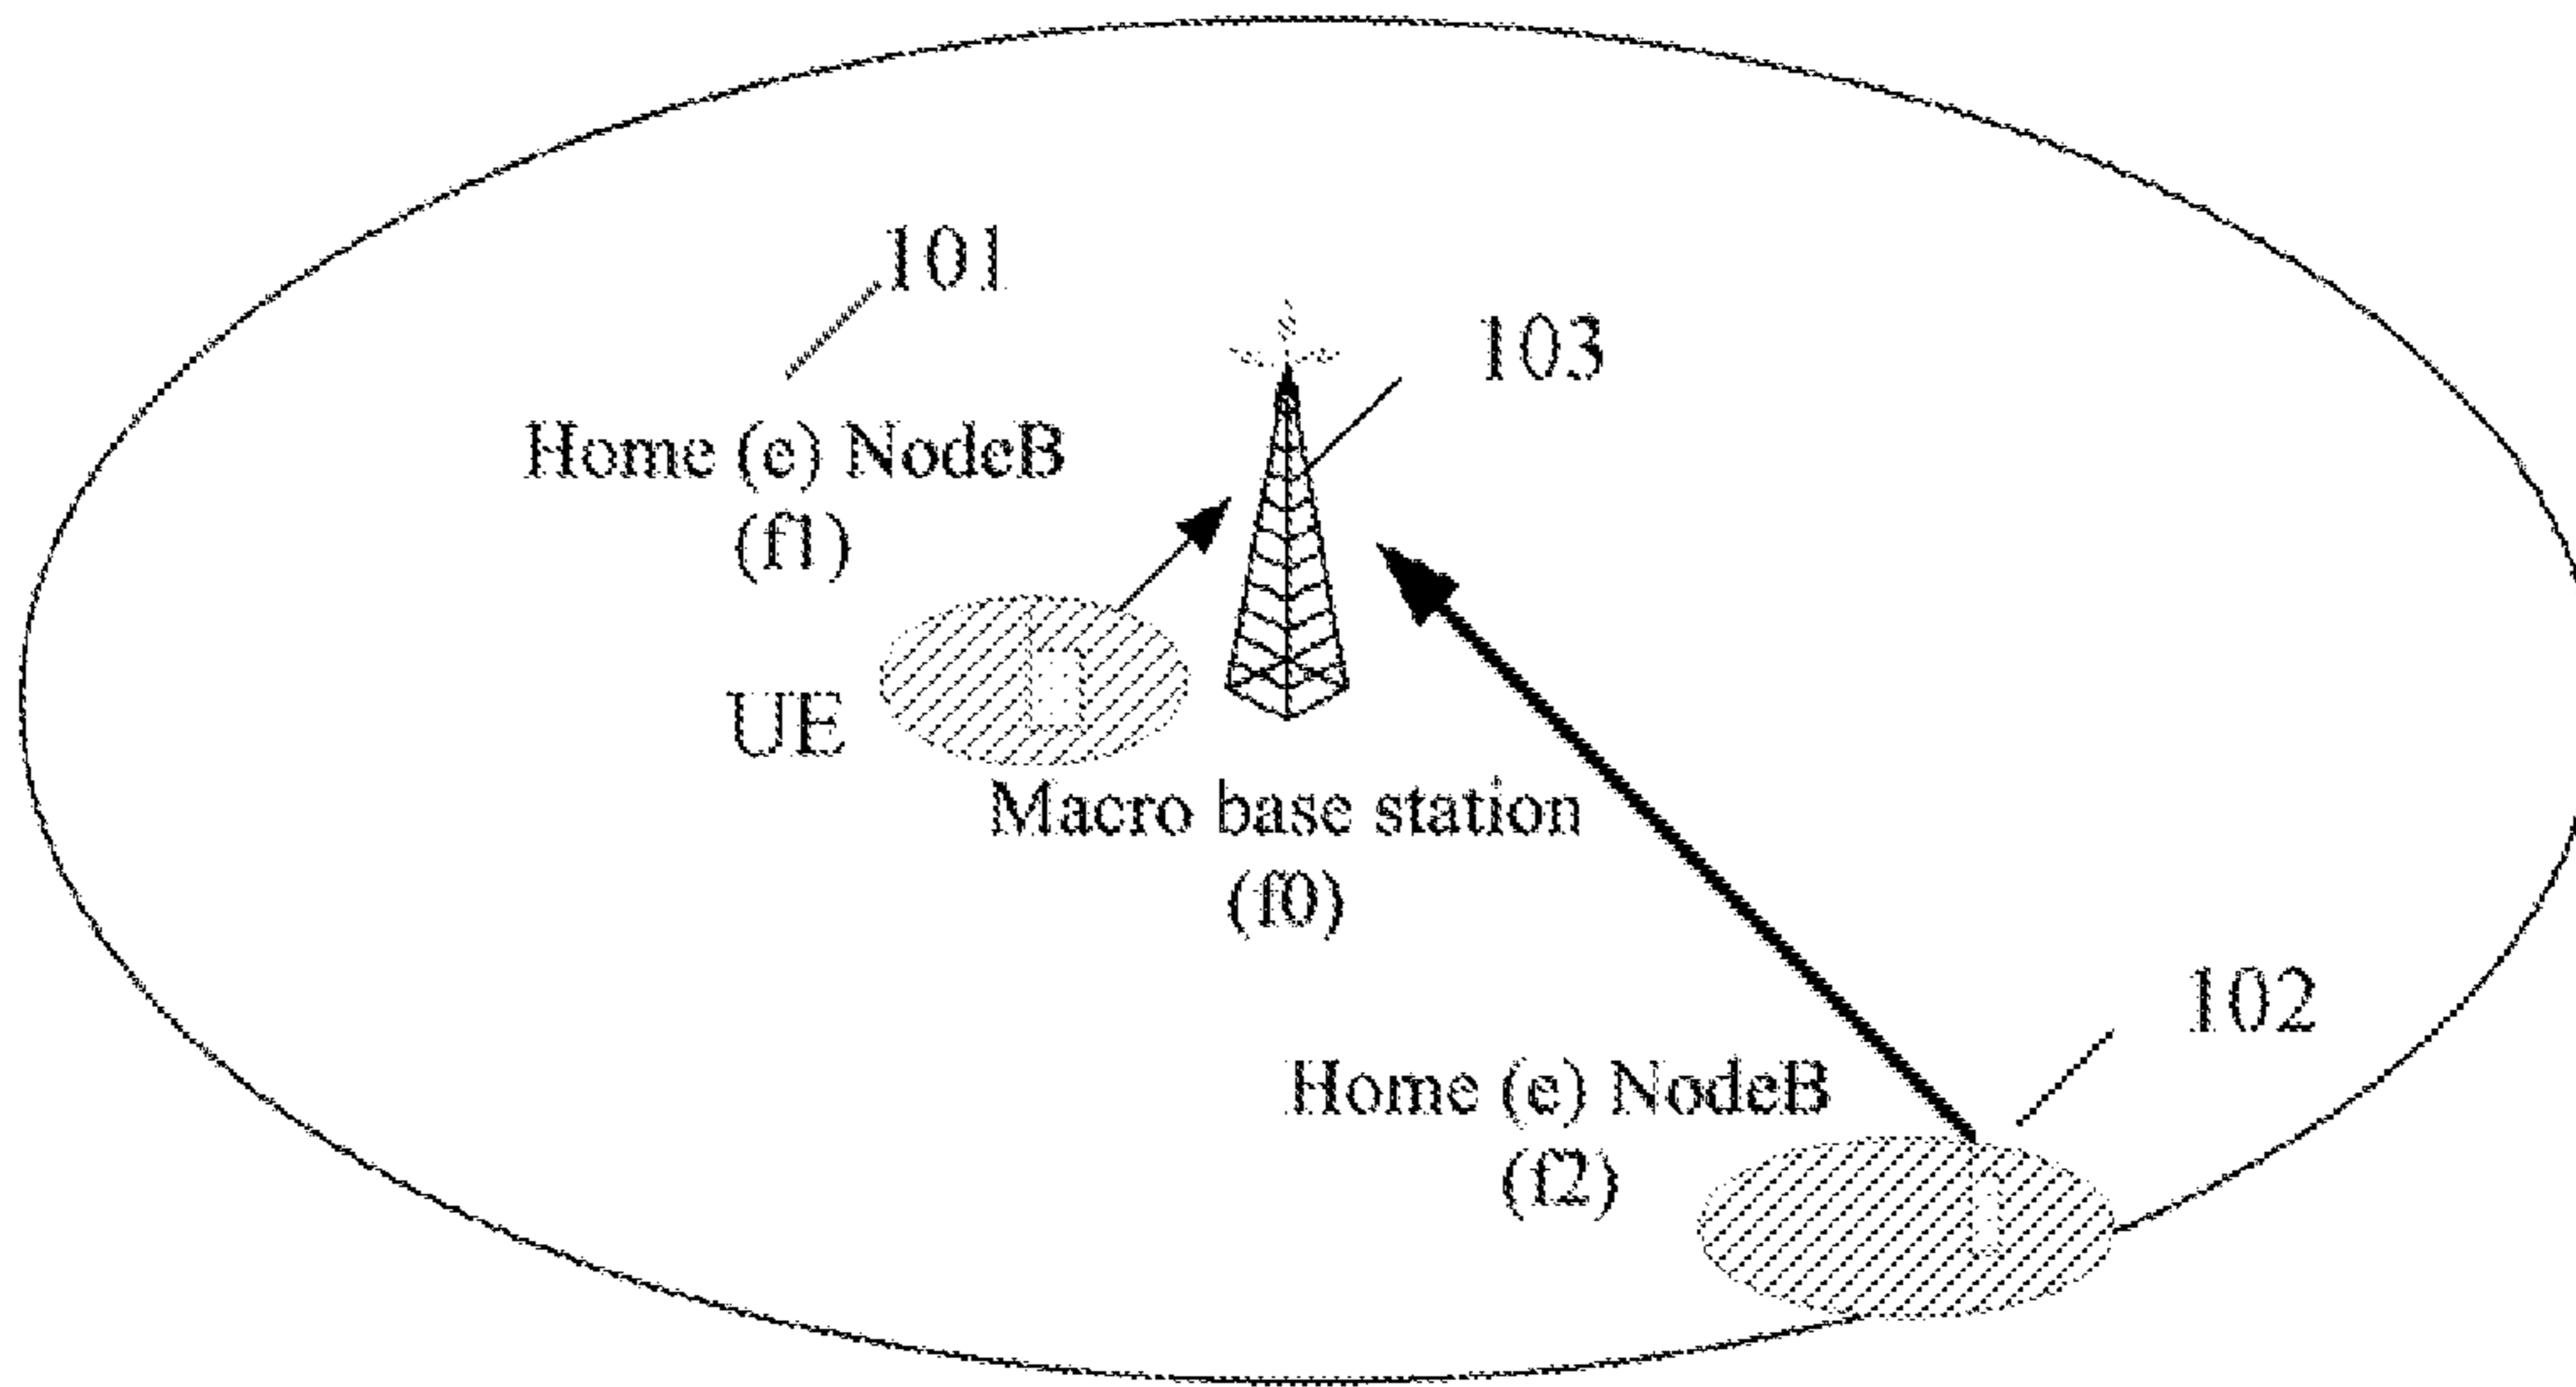 101
103
Home (e) NodeB
(f1)
UE
Macro base station
(f0)
102
Home (e) NodeB
(f2)